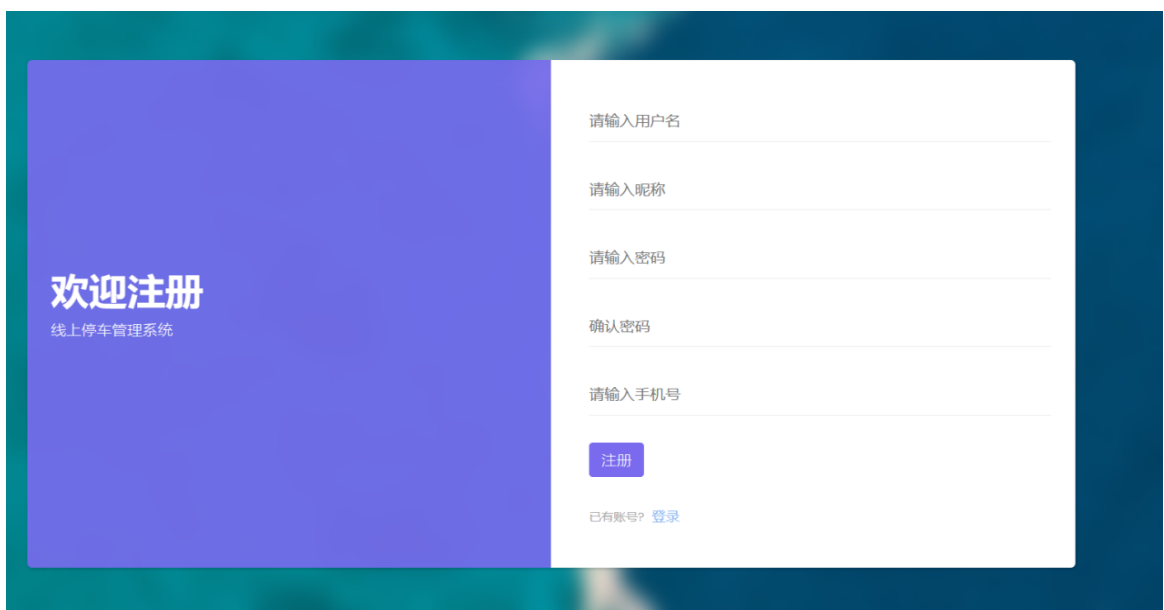 欢迎注册
线上停车管理系统
请输入用户名
请输入昵称
请输入密码
确认密码
请输入手机号
注册
已有账号? 登录